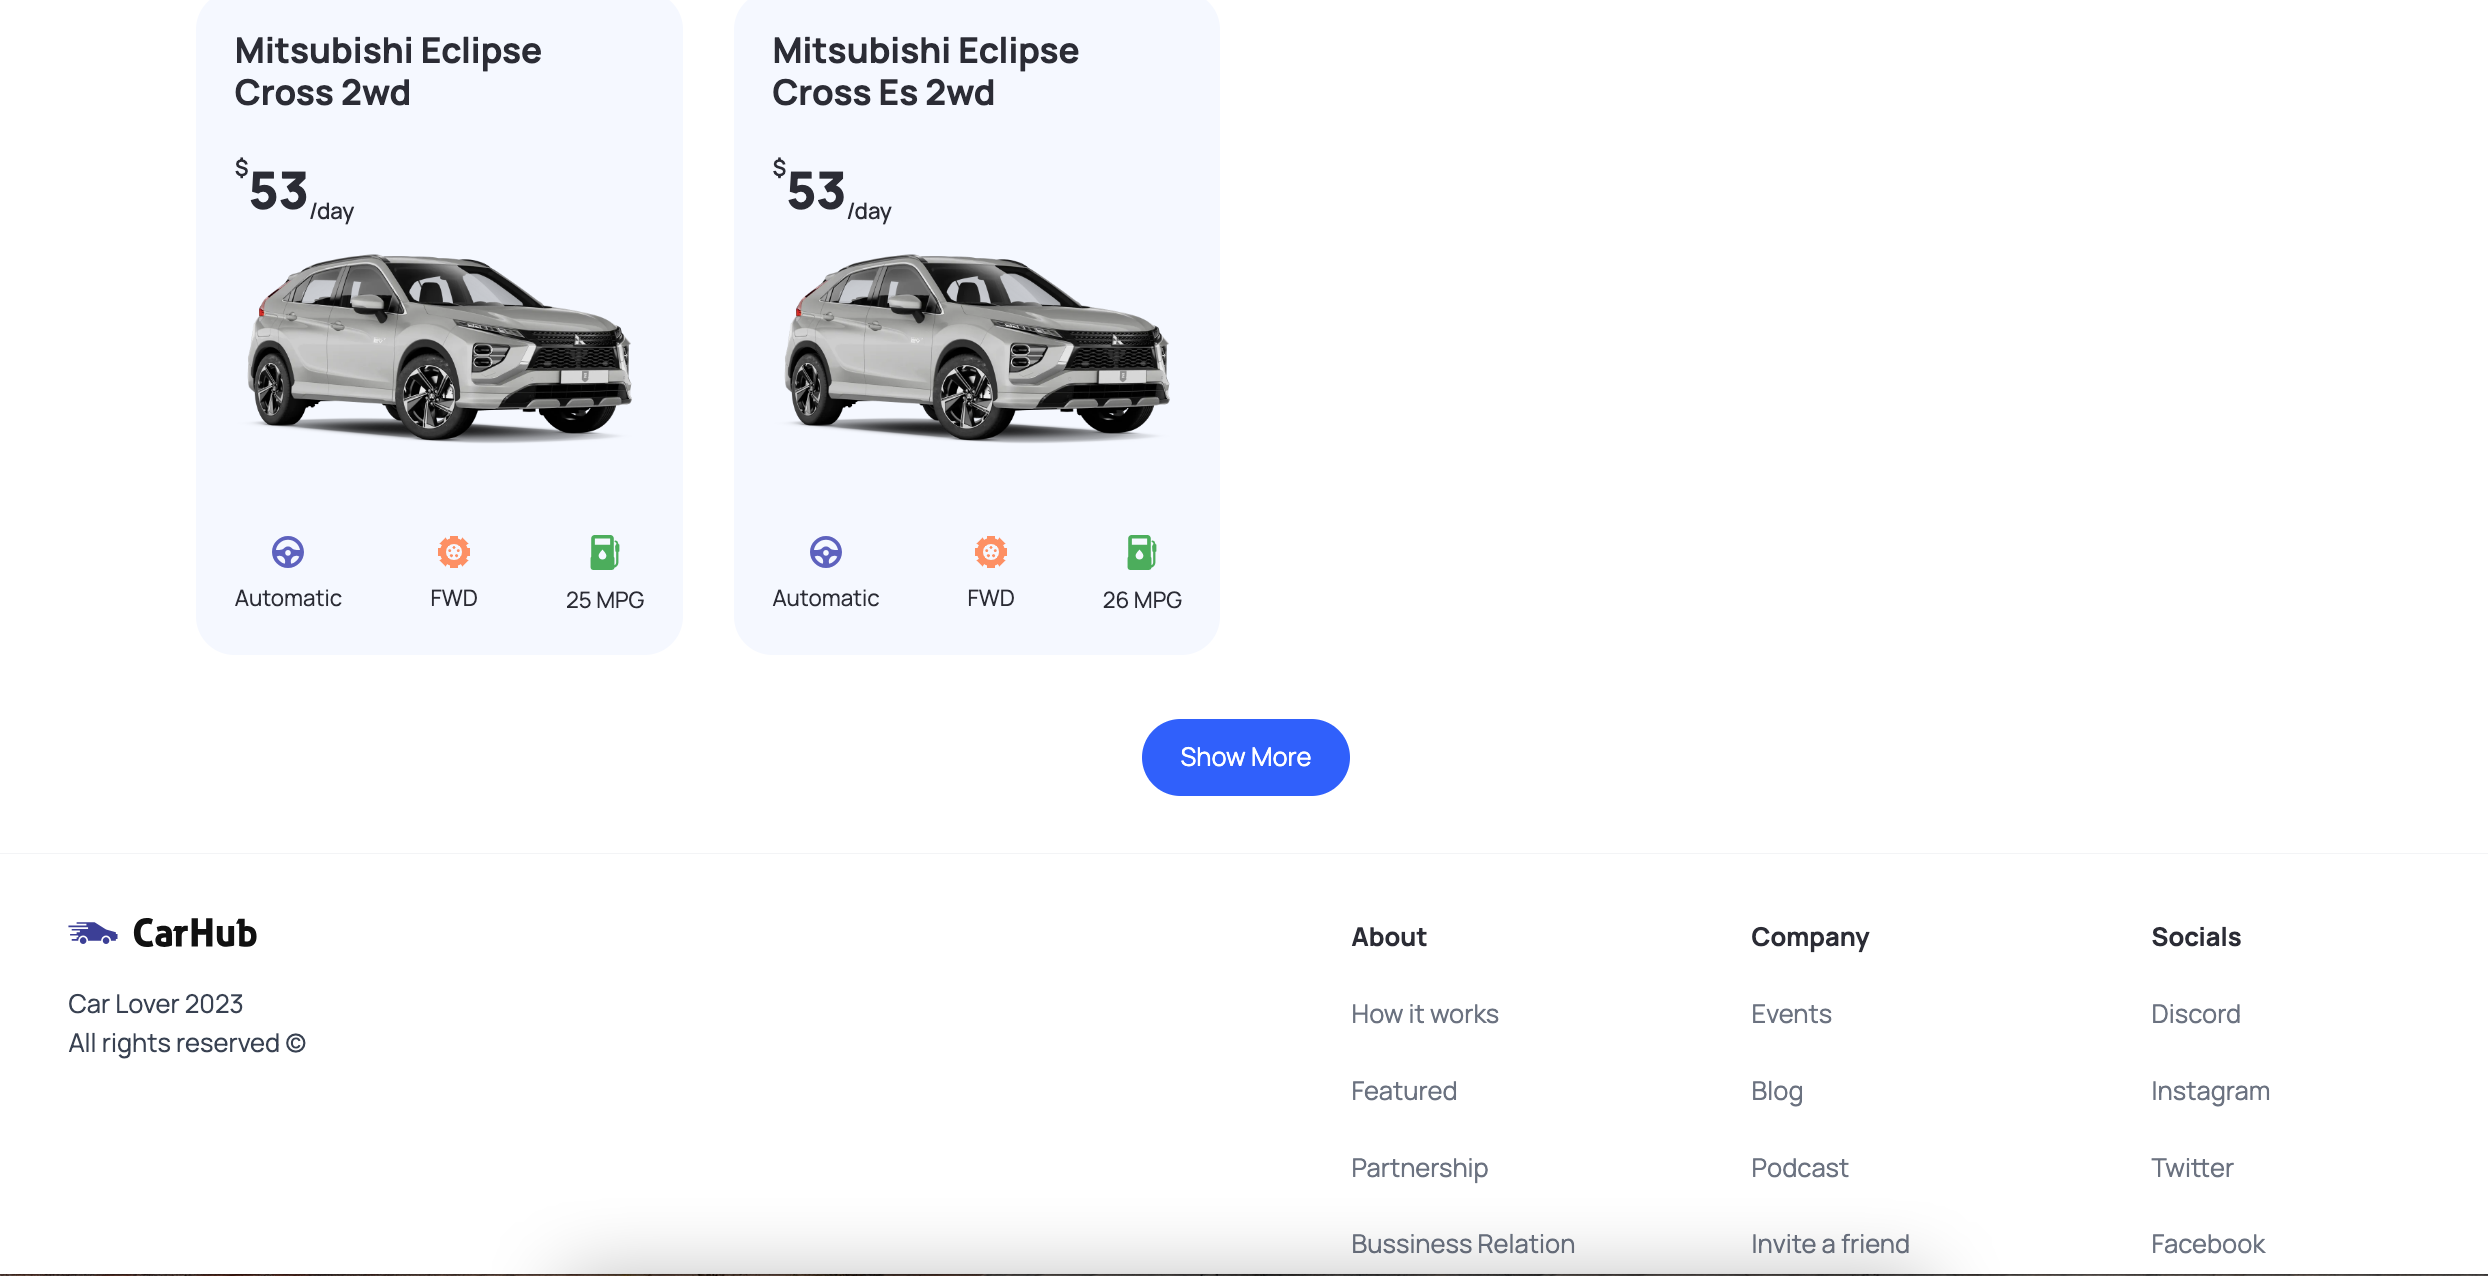 Mitsubishi Eclipse
Cross 2wd
$53/day
Automatic
FWD
25 MPG
Mitsubishi Eclipse
Cross Es 2wd
$53/day
Automatic
FWD
26 MPG
Show More
CarHub
Car Lover 2023
All rights reserved ©
About
How it works
Featured
Partnership
Bussiness Relation
Company
Events
Blog
Podcast
Invite a friend
Socials
Discord
Instagram
Twitter
Facebook